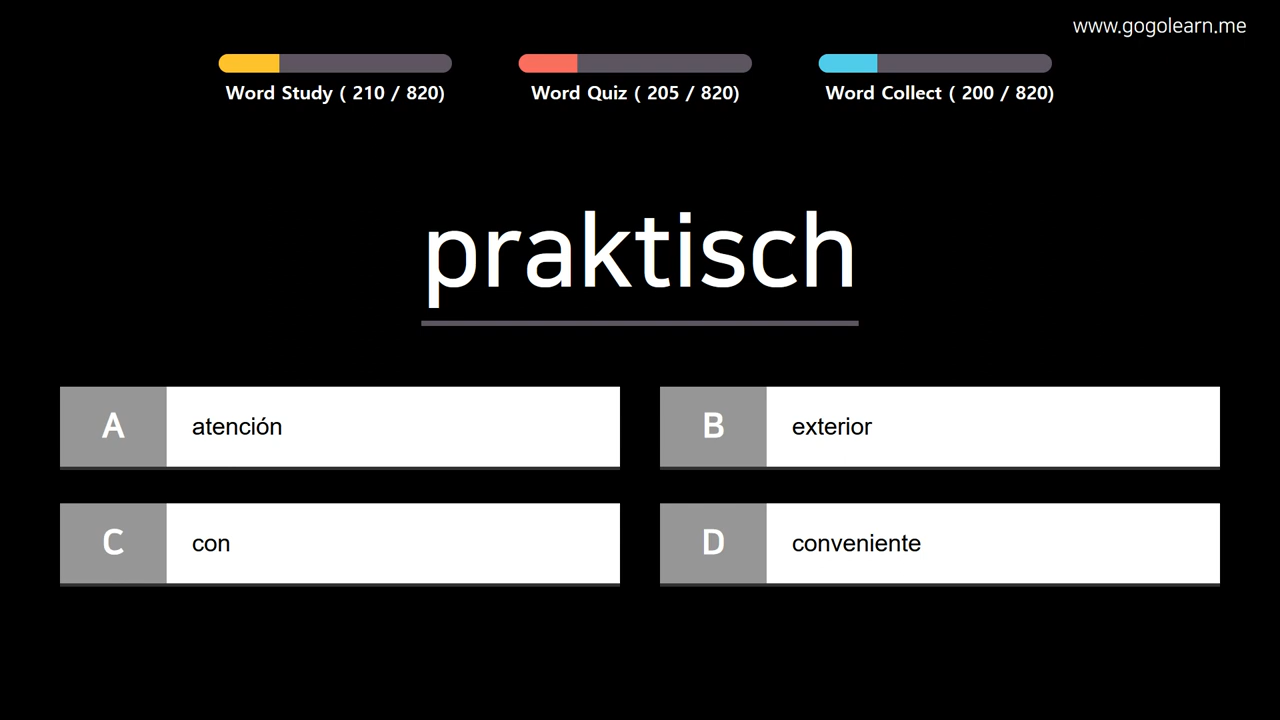 www.gogolearn.me
Word Study ( 210 / 820)
Word Quiz ( 205 / 820)
Word Collect ( 200 / 820)
praktisch
A atención
B exterior
C con
D conveniente